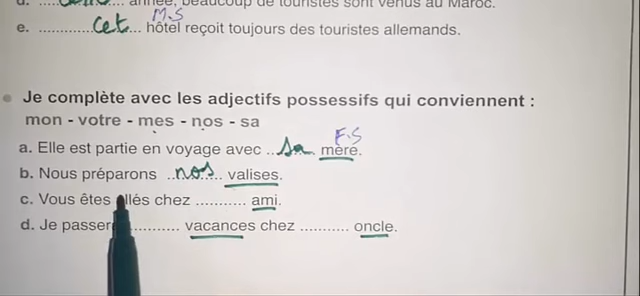 année, beaucoup de touristes sont venus au Maroc.
M.S
e. .............Cet... hôtel reçoit toujours des touristes allemands.
Je complète avec les adjectifs possessifs qui conviennent :
mon - votre - mes - nos - sa
F.S
a. Elle est partie en voyage avec ...sa... mère.
b. Nous préparons ..nos... valises.
c. Vous êtes allés chez ........... ami.
d. Je passer ........... vacances chez ........... oncle.